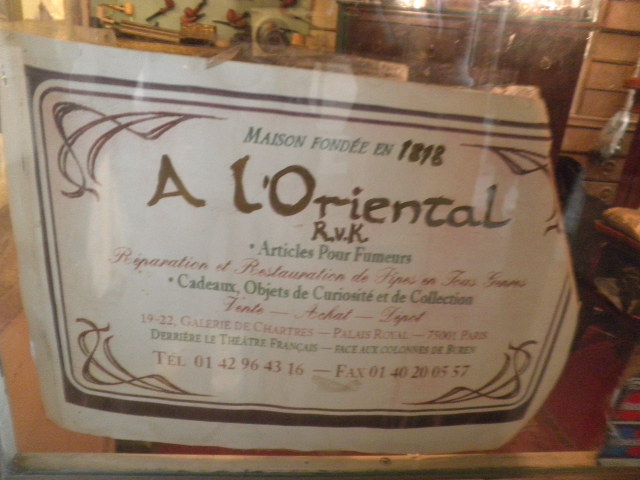 MAISON FONDÉE EN 1818
A L'Oriental
R.v.K.
• Articles Pour Fumeurs
Réparation et Restauration de Pipes en Tous Genres
• Cadeaux, Objets de Curiosité et de Collection
Vente — Achat — Dépot
19-22, GALERIE DE CHARTRES — PALAIS ROYAL — 75001 PARIS
DERRIÈRE LE THÉATRE FRANÇAIS — FACE AUX COLONNES DE BUREN
TÉL 01 42 96 43 16 — FAX 01 40 20 05 57